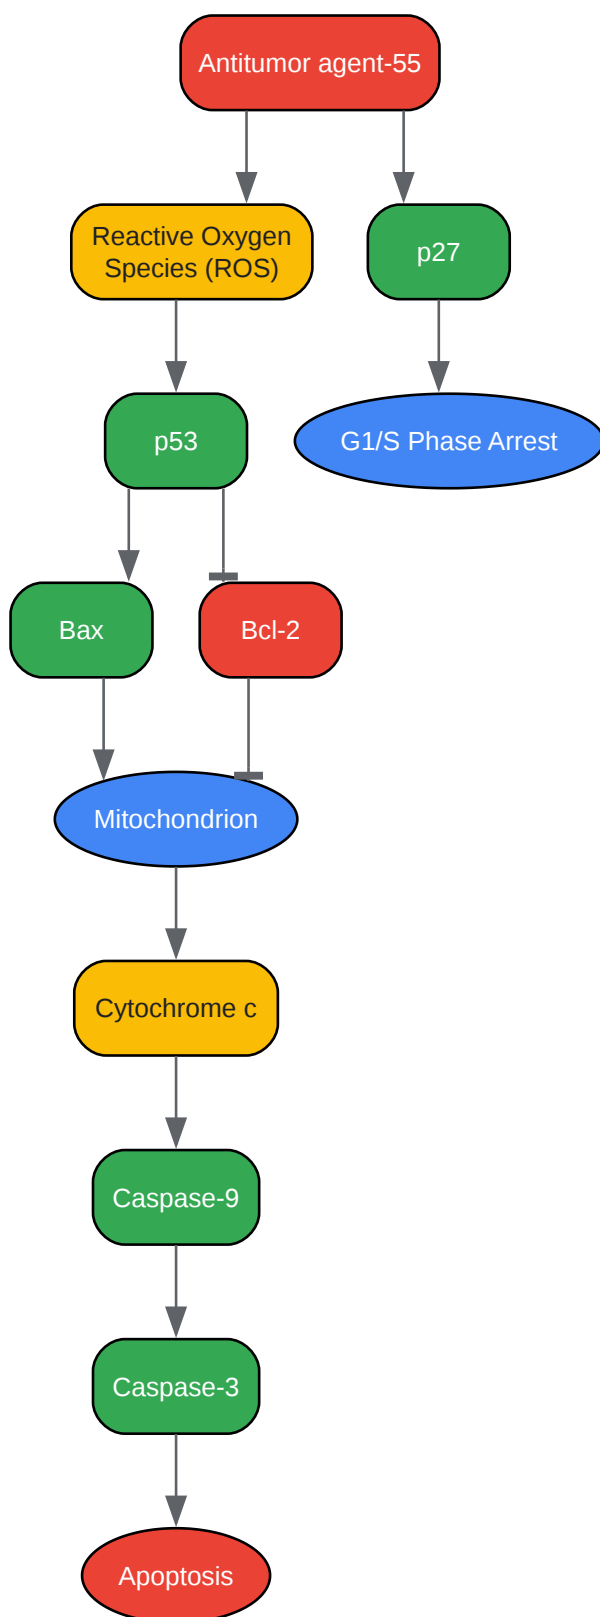 Antitumor agent-55
Reactive Oxygen
Species (ROS)
p27
p53
G1/S Phase Arrest
Bax
Bcl-2
Mitochondrion
Cytochrome c
Caspase-9
Caspase-3
Apoptosis